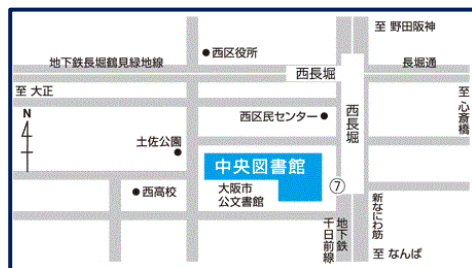 至 野田阪神
西区役所
地下鉄長堀鶴見緑地線
西長堀
長堀通
至 大正
至 心斎橋
N
西区民センター
西長堀
土佐公園
中央図書館
大阪市
公文書館
西高校
⑦
新なにわ筋
地下鉄
千日前線
至 なんば